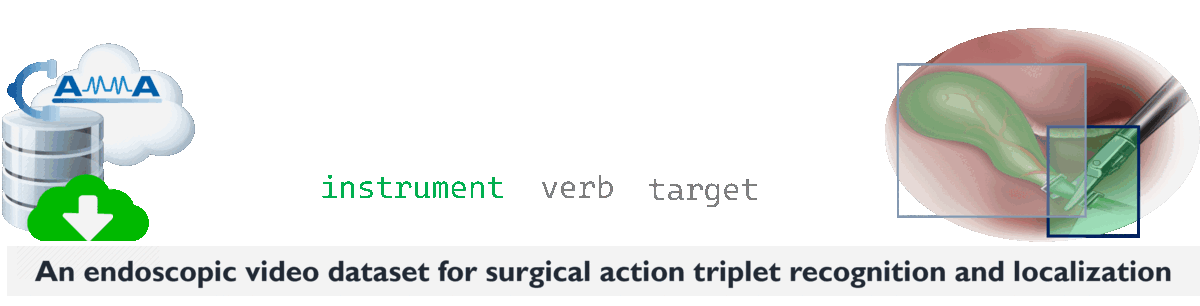 CAMMA
instrument verb target
An endoscopic video dataset for surgical action triplet recognition and localization